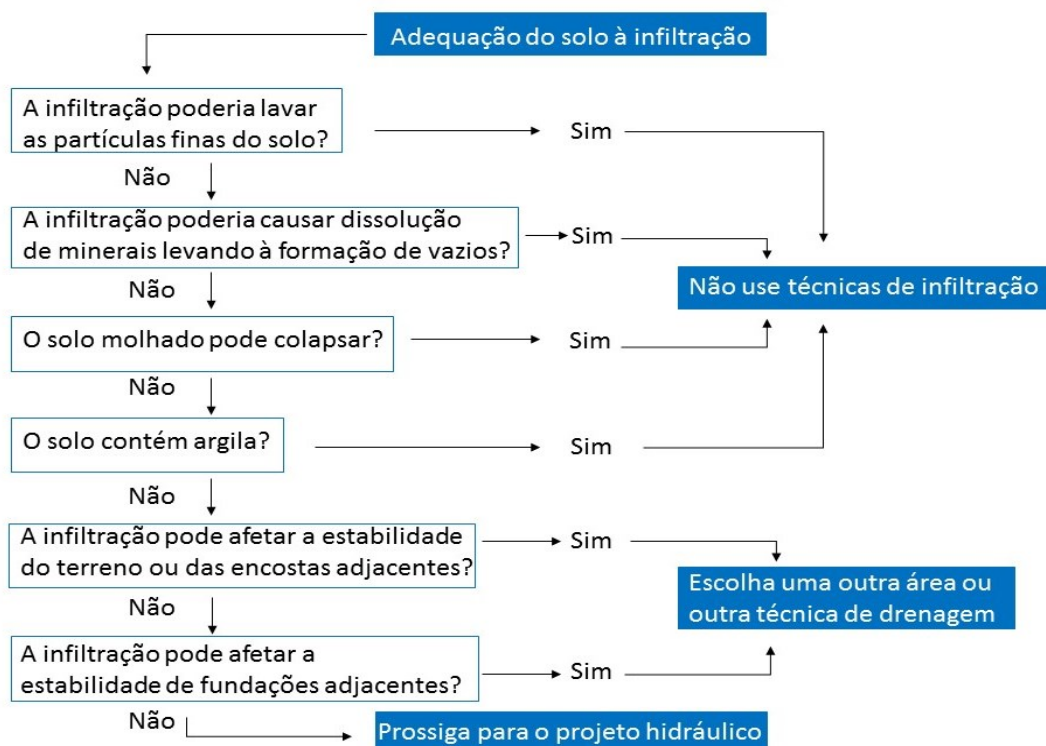 Adequação do solo à infiltração
A infiltração poderia lavar
as partículas finas do solo?
Sim
Não
A infiltração poderia causar dissolução
de minerais levando à formação de vazios?
Sim
Não use técnicas de infiltração
Não
O solo molhado pode colapsar?
Sim
Não
O solo contém argila?
Sim
Não
A infiltração pode afetar a estabilidade
do terreno ou das encostas adjacentes?
Sim
Escolha uma outra área ou
outra técnica de drenagem
Não
A infiltração pode afetar a
estabilidade de fundações adjacentes?
Sim
Não
Prossiga para o projeto hidráulico